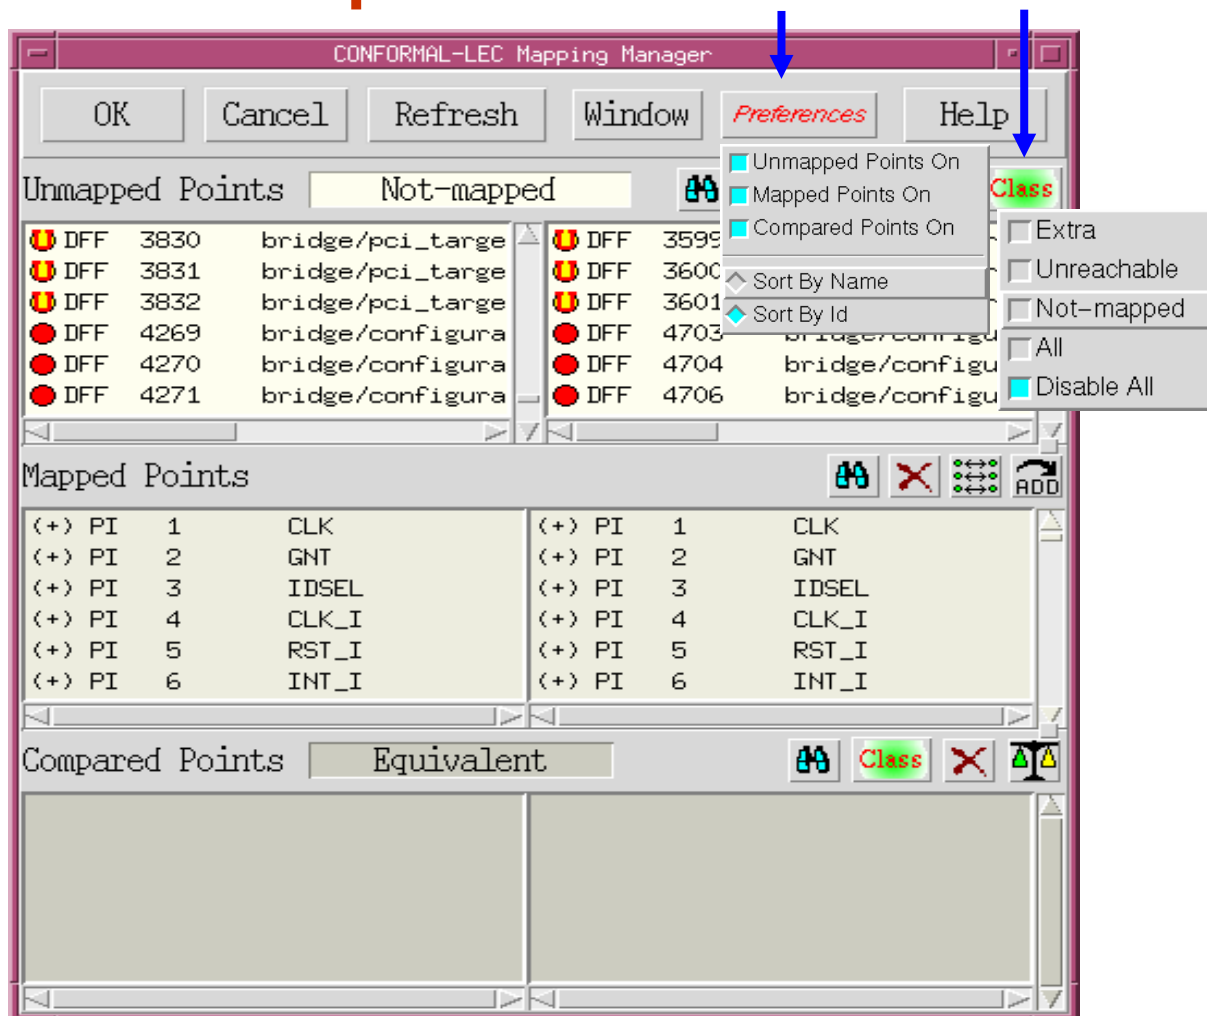 CONFORMAL-LEC Mapping Manager
OK Cancel Refresh Window Preferences Help
Unmapped Points On
Mapped Points On
Compared Points On
Sort By Name
Sort By Id
Unmapped Points Not-mapped Class
Extra
Unreachable
Not-mapped
All
Disable All
DFF 3830 bridge/pci_targe DFF 3599
DFF 3831 bridge/pci_targe DFF 3600
DFF 3832 bridge/pci_targe DFF 3601
DFF 4269 bridge/configura DFF 4703 bridge/configu
DFF 4270 bridge/configura DFF 4704 bridge/configu
DFF 4271 bridge/configura DFF 4706 bridge/configu
Mapped Points ADD
(+) PI 1 CLK (+) PI 1 CLK
(+) PI 2 GNT (+) PI 2 GNT
(+) PI 3 IDSEL (+) PI 3 IDSEL
(+) PI 4 CLK_I (+) PI 4 CLK_I
(+) PI 5 RST_I (+) PI 5 RST_I
(+) PI 6 INT_I (+) PI 6 INT_I
Compared Points Equivalent Class